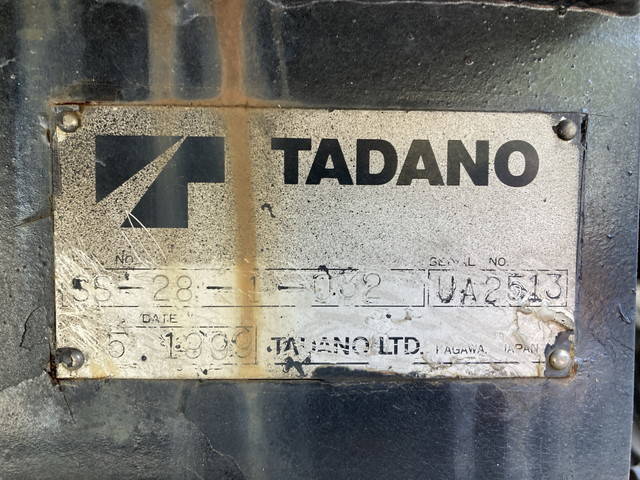 TADANO
NO. SERIAL NO.
SS-28-1-032 UA2513
DATE
5 1999 TADANO LTD. KAGAWA, JAPAN